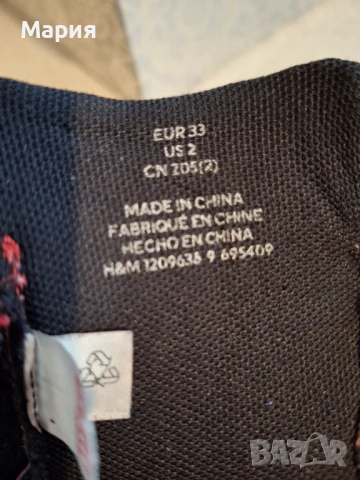 Мария
EUR 33
US 2
CN 205(2)
MADE IN CHINA
FABRIQUÉ EN CHINE
HECHO EN CHINA
H&M 1209638 9 695409
BAZAR
bg